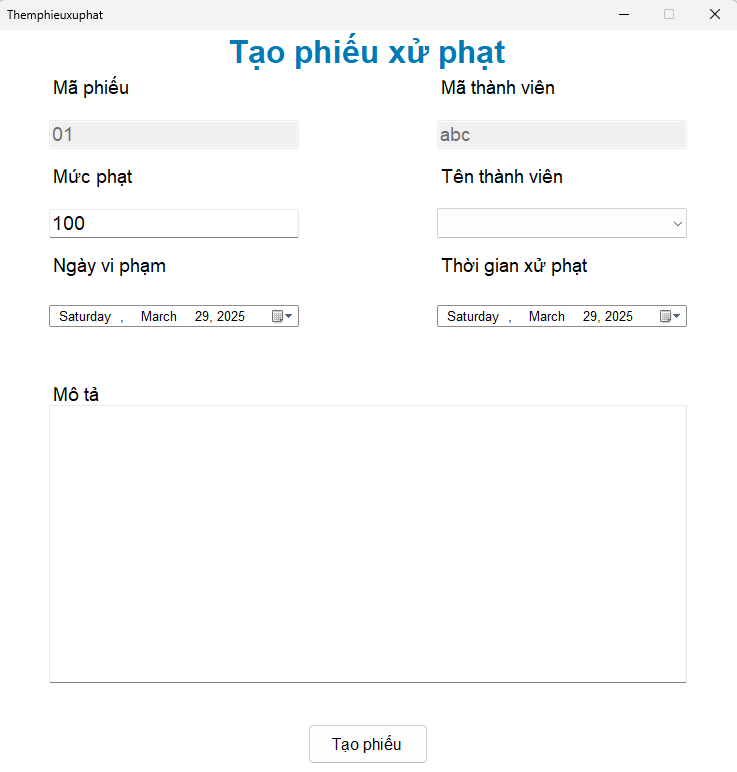 Themphieuxuphat
Tạo phiếu xử phạt
Mã phiếu
Mã thành viên
01
abc
Mức phạt
Tên thành viên
100
Ngày vi phạm
Thời gian xử phạt
Saturday , March 29, 2025
Saturday , March 29, 2025
Mô tả
Tạo phiếu